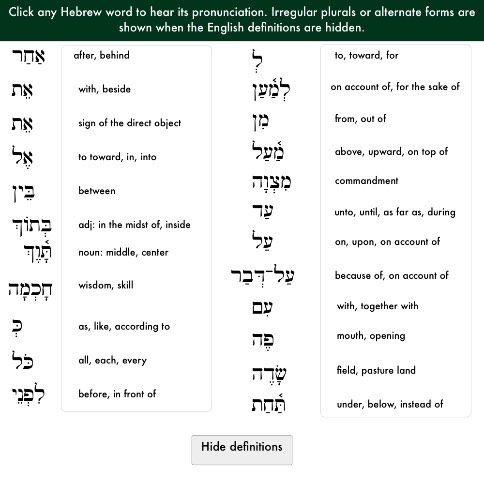 Click any Hebrew word to hear its pronunciation. Irregular plurals or alternate forms are
shown when the English definitions are hidden.
אַחַר after, behind
אֵת with, beside
אֵת sign of the direct object
אֶל to toward, in, into
בֵּין between
בְּתוֹךְ adj: in the midst of, inside
תָּ֫וֶךְ noun: middle, center
חָכְמָה wisdom, skill
כְּ as, like, according to
כֹּל all, each, every
לִפְנֵי before, in front of
לְ to, toward, for
לְמַ֫עַן on account of, for the sake of
מִן from, out of
מַ֫עַל above, upward, on top of
מִצְוָה commandment
עַד unto, until, as far as, during
עַל on, upon, on account of
עַל־דְּבַר because of, on account of
עִם with, together with
פֶּה mouth, opening
שָׂדֶה field, pasture land
תַּ֫חַת under, below, instead of
Hide definitions